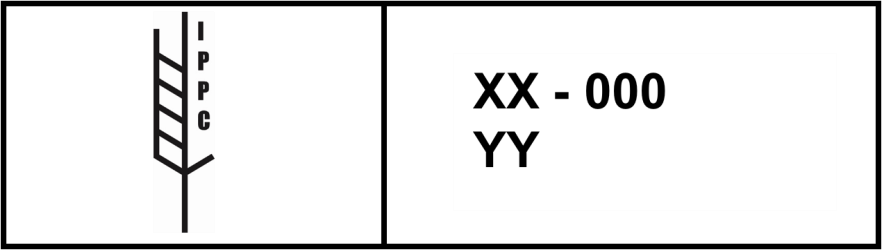 IPPC
XX - 000
YY